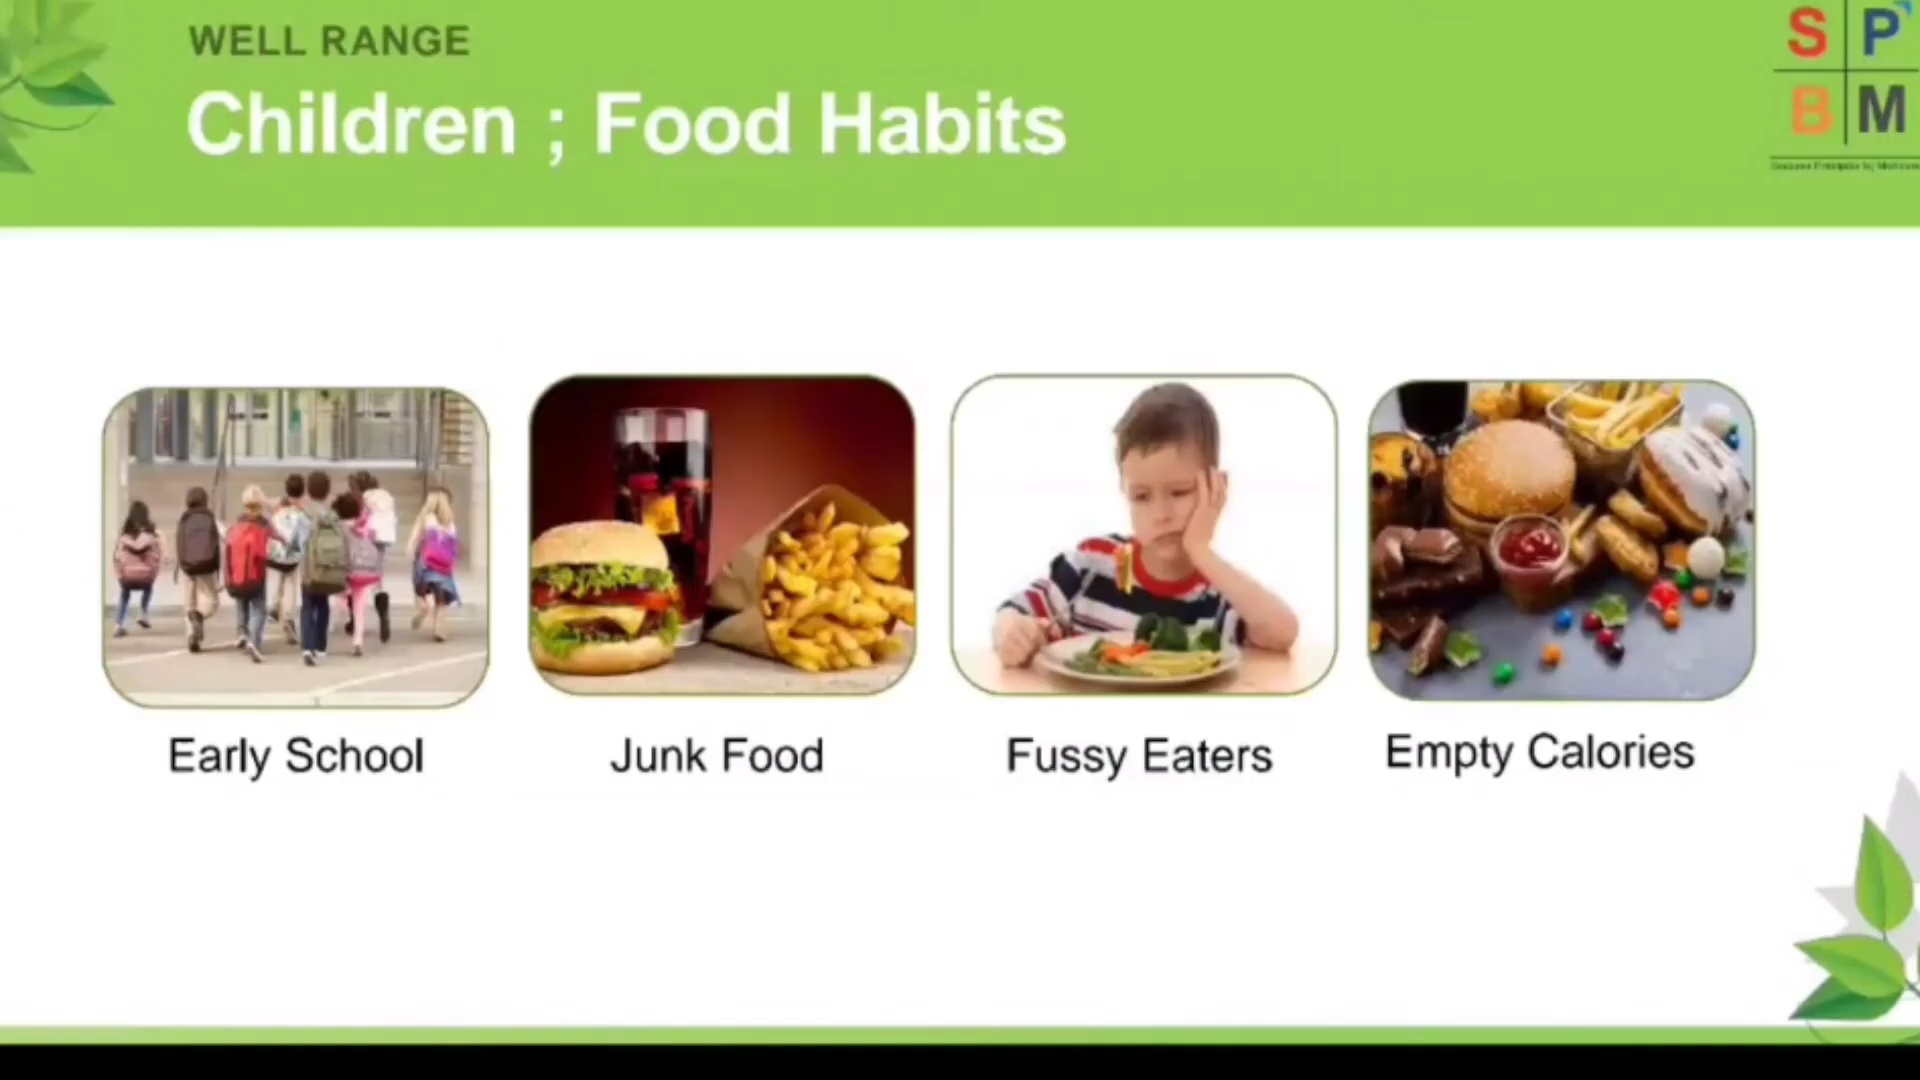 WELL RANGE
Children ; Food Habits
S P
B M
Early School
Junk Food
Fussy Eaters
Empty Calories